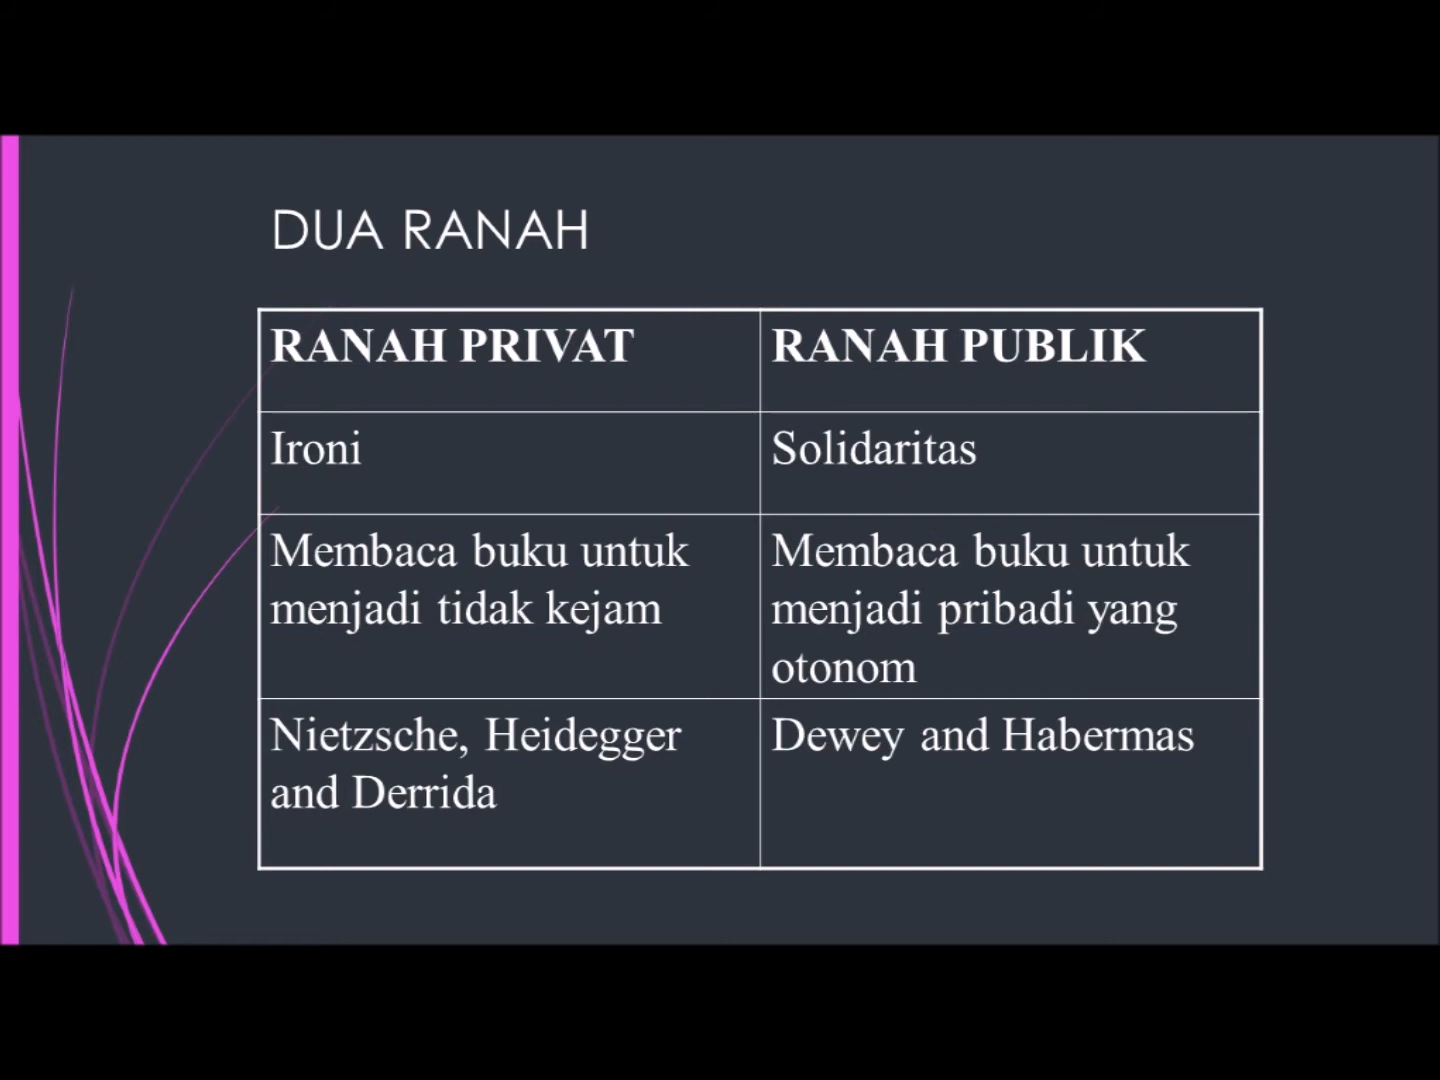 DUA RANAH
RANAH PRIVAT
RANAH PUBLIK
Ironi
Solidaritas
Membaca buku untuk
menjadi tidak kejam
Membaca buku untuk
menjadi pribadi yang
otonom
Nietzsche, Heidegger
and Derrida
Dewey and Habermas